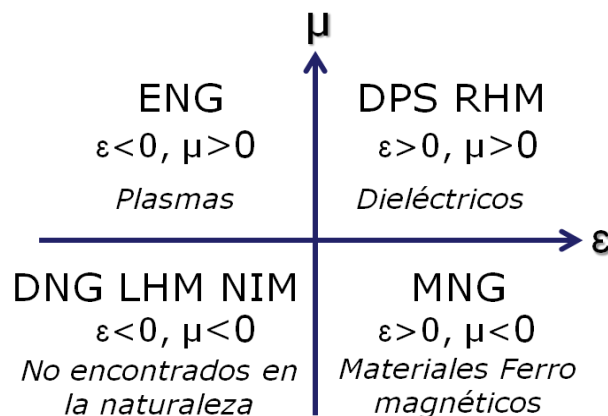 μ
ENG
ε<0, μ>0
Plasmas
DPS RHM
ε>0, μ>0
Dieléctricos
ε
DNG LHM NIM
ε<0, μ<0
No encontrados en
la naturaleza
MNG
ε>0, μ<0
Materiales Ferro
magnéticos